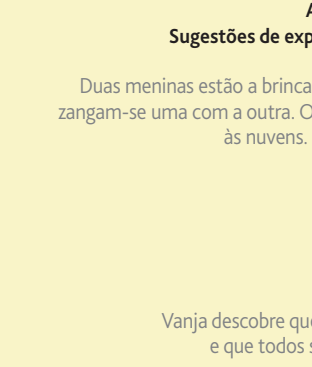 Sugestões de exp
Duas meninas estão a brinca
zangam-se uma com a outra. O
às nuvens.
Vanja descobre que
e que todos s